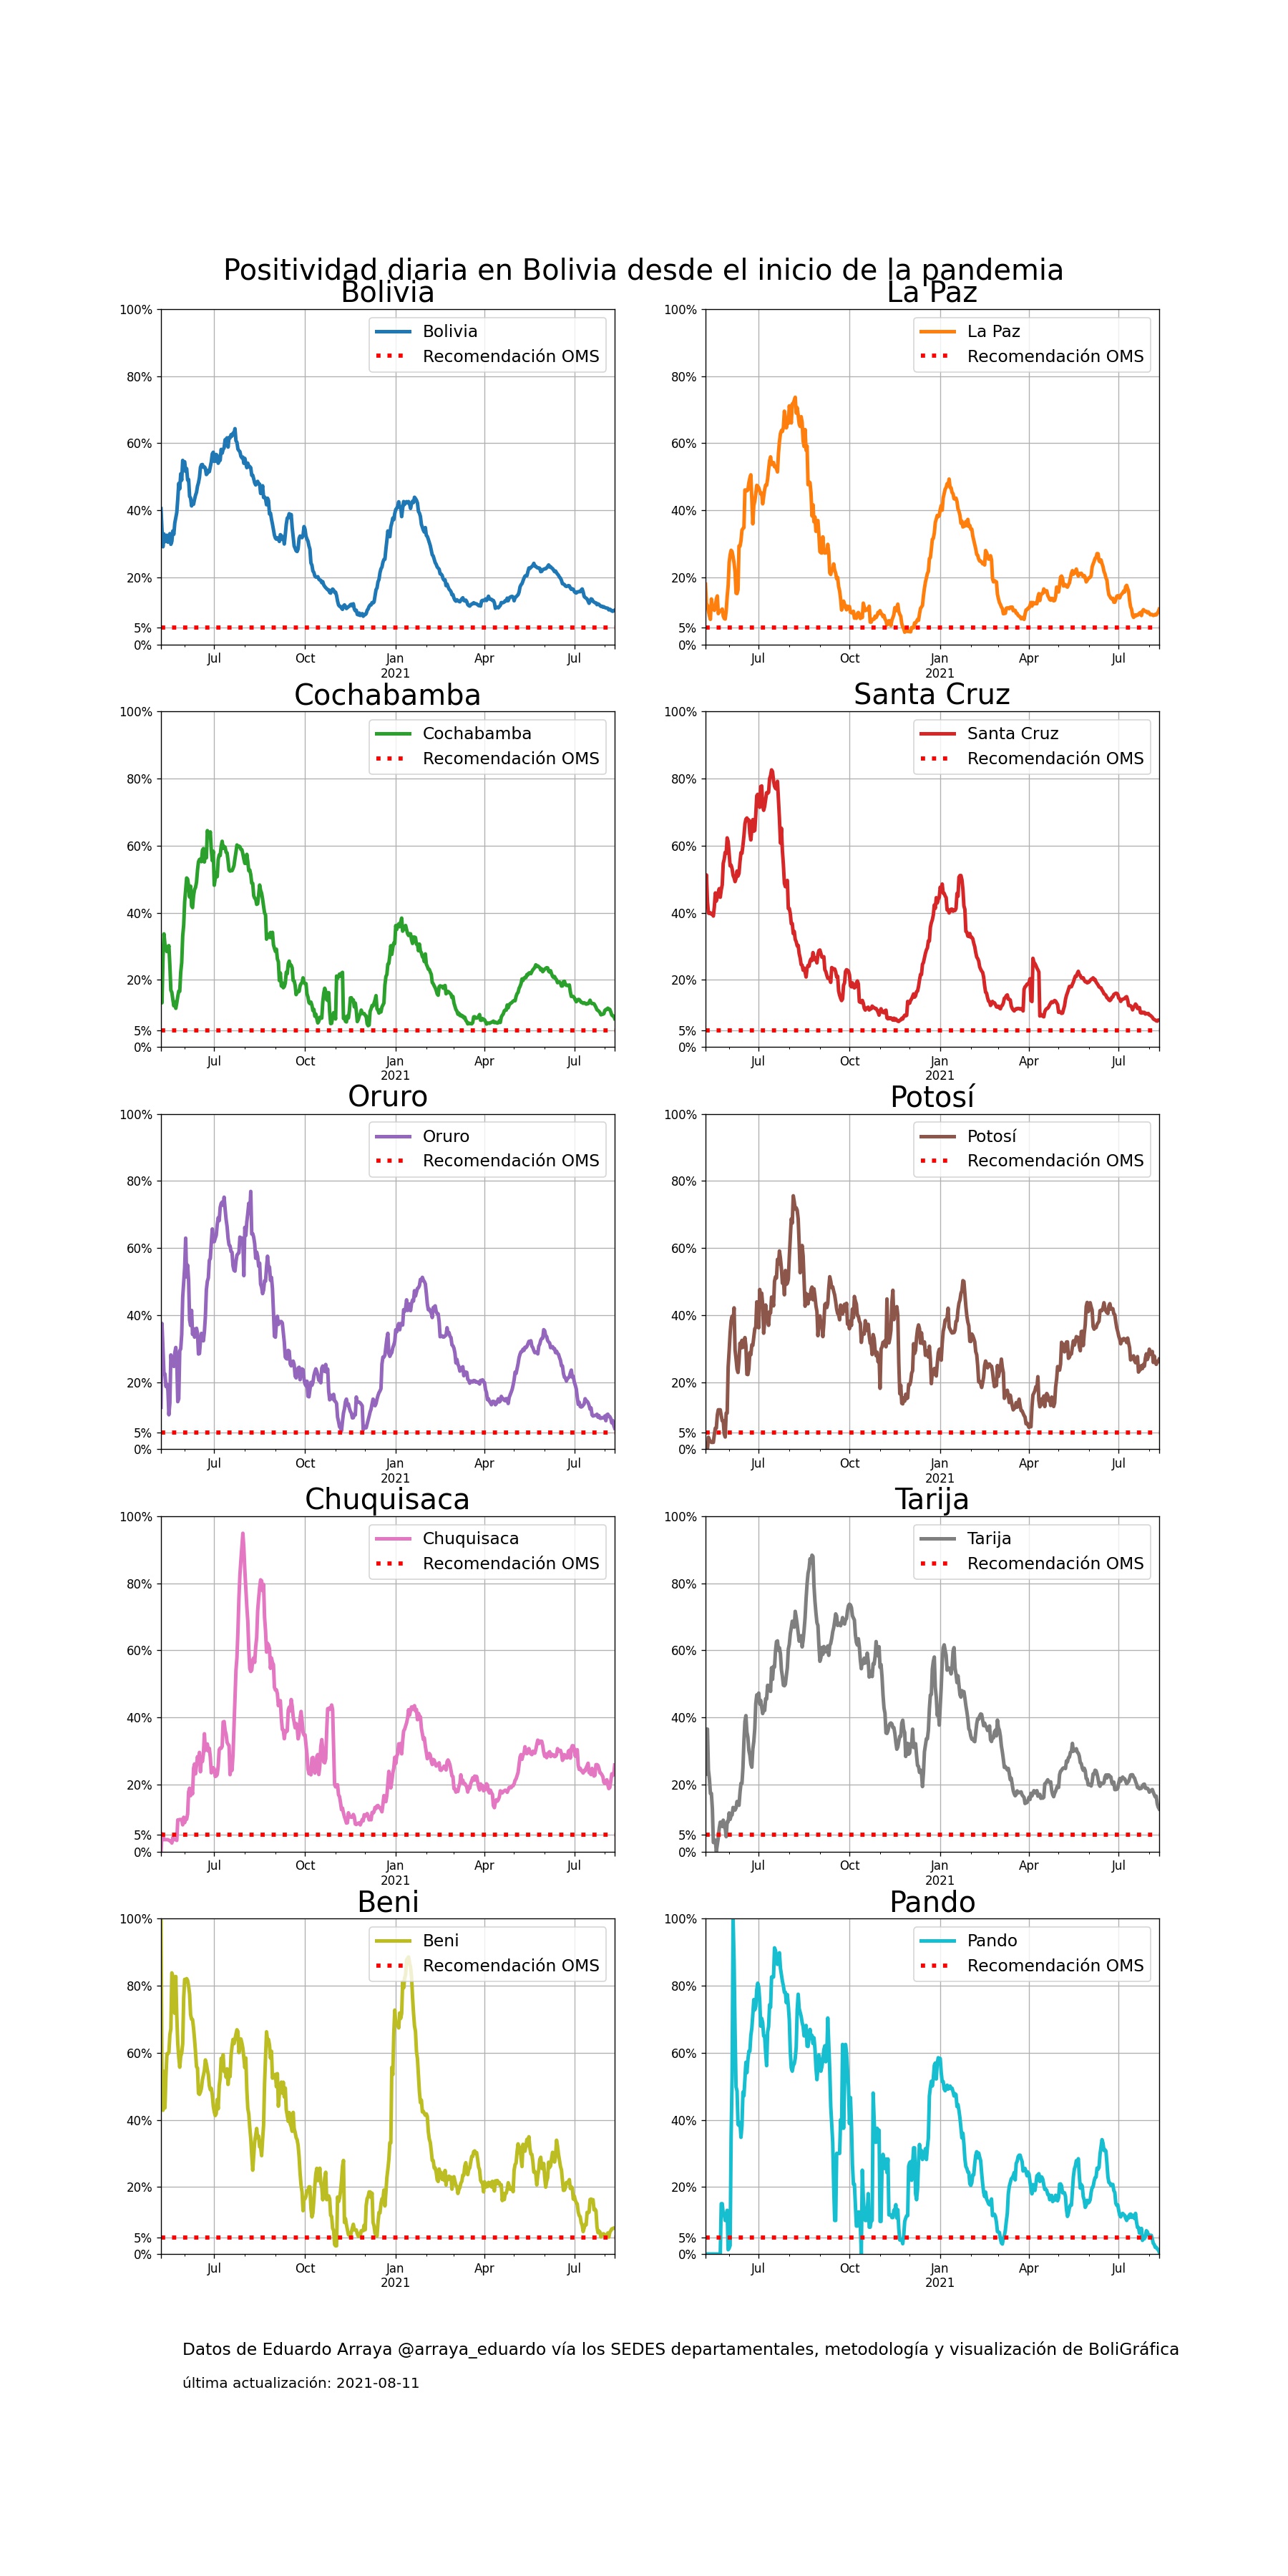 Positividad diaria en Bolivia desde el inicio de la pandemia
Bolivia
100%
80%
60%
40%
20%
5%
0%
Bolivia
Recomendación OMS
Jul
Oct
Jan
2021
Apr
Jul
La Paz
100%
80%
60%
40%
20%
5%
0%
La Paz
Recomendación OMS
Jul
Oct
Jan
2021
Apr
Jul
Cochabamba
100%
80%
60%
40%
20%
5%
0%
Cochabamba
Recomendación OMS
Jul
Oct
Jan
2021
Apr
Jul
Santa Cruz
100%
80%
60%
40%
20%
5%
0%
Santa Cruz
Recomendación OMS
Jul
Oct
Jan
2021
Apr
Jul
Oruro
100%
80%
60%
40%
20%
5%
0%
Oruro
Recomendación OMS
Jul
Oct
Jan
2021
Apr
Jul
Potosí
100%
80%
60%
40%
20%
5%
0%
Potosí
Recomendación OMS
Jul
Oct
Jan
2021
Apr
Jul
Chuquisaca
100%
80%
60%
40%
20%
5%
0%
Chuquisaca
Recomendación OMS
Jul
Oct
Jan
2021
Apr
Jul
Tarija
100%
80%
60%
40%
20%
5%
0%
Tarija
Recomendación OMS
Jul
Oct
Jan
2021
Apr
Jul
Beni
100%
80%
60%
40%
20%
5%
0%
Beni
Recomendación OMS
Jul
Oct
Jan
2021
Apr
Jul
Pando
100%
80%
60%
40%
20%
5%
0%
Pando
Recomendación OMS
Jul
Oct
Jan
2021
Apr
Jul
Datos de Eduardo Arraya @arraya_eduardo vía los SEDES departamentales, metodología y visualización de BoliGráfica
última actualización: 2021-08-11